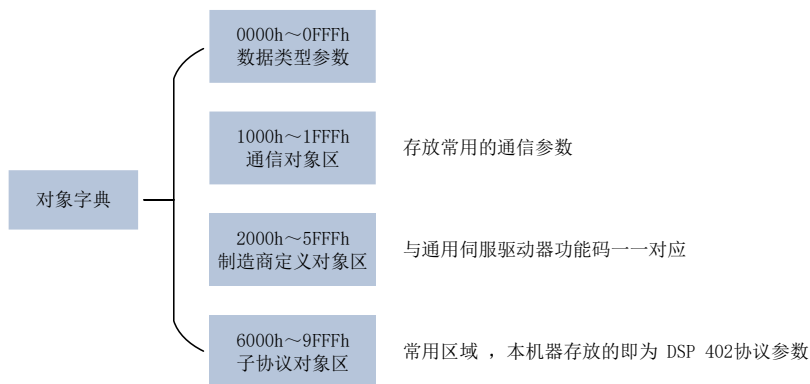 0000h～0FFFh
数据类型参数
1000h～1FFFh
通信对象区
存放常用的通信参数
对象字典
2000h～5FFFh
制造商定义对象区
与通用伺服驱动器功能码一一对应
6000h～9FFFh
子协议对象区
常用区域 ，本机器存放的即为 DSP 402协议参数